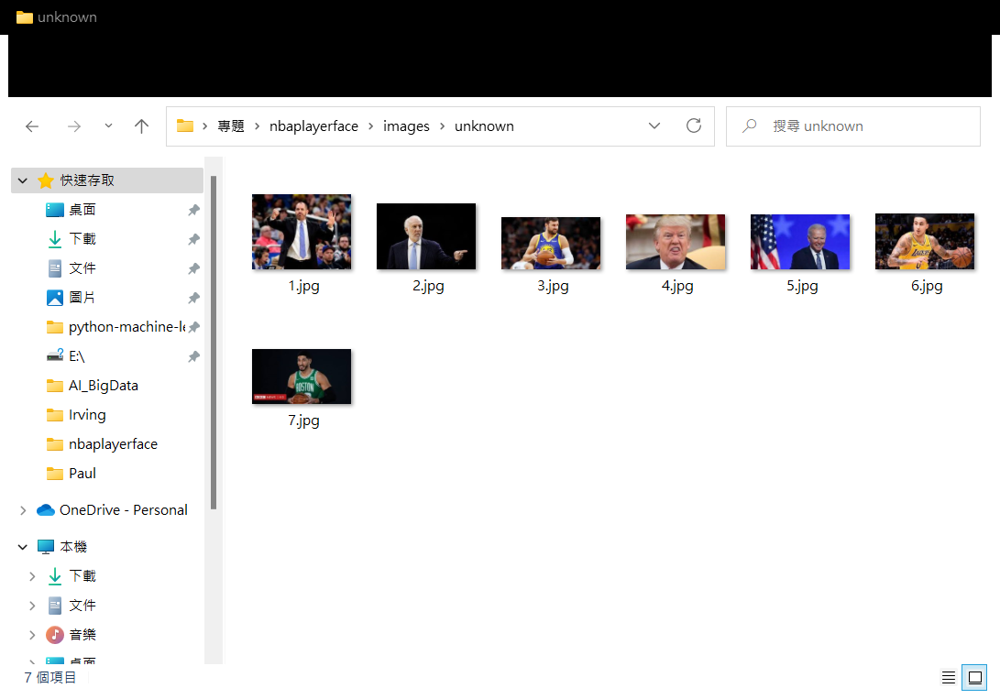 unknown
專題 nbaplayerface images unknown
搜尋 unknown
快速存取
桌面
下載
文件
圖片
python-machine-le
E:\
AI_BigData
Irving
nbaplayerface
Paul
OneDrive - Personal
本機
下載
文件
音樂
桌面
1.jpg 2.jpg 3.jpg 4.jpg 5.jpg 6.jpg
BOSTON
7.jpg
7 個項目